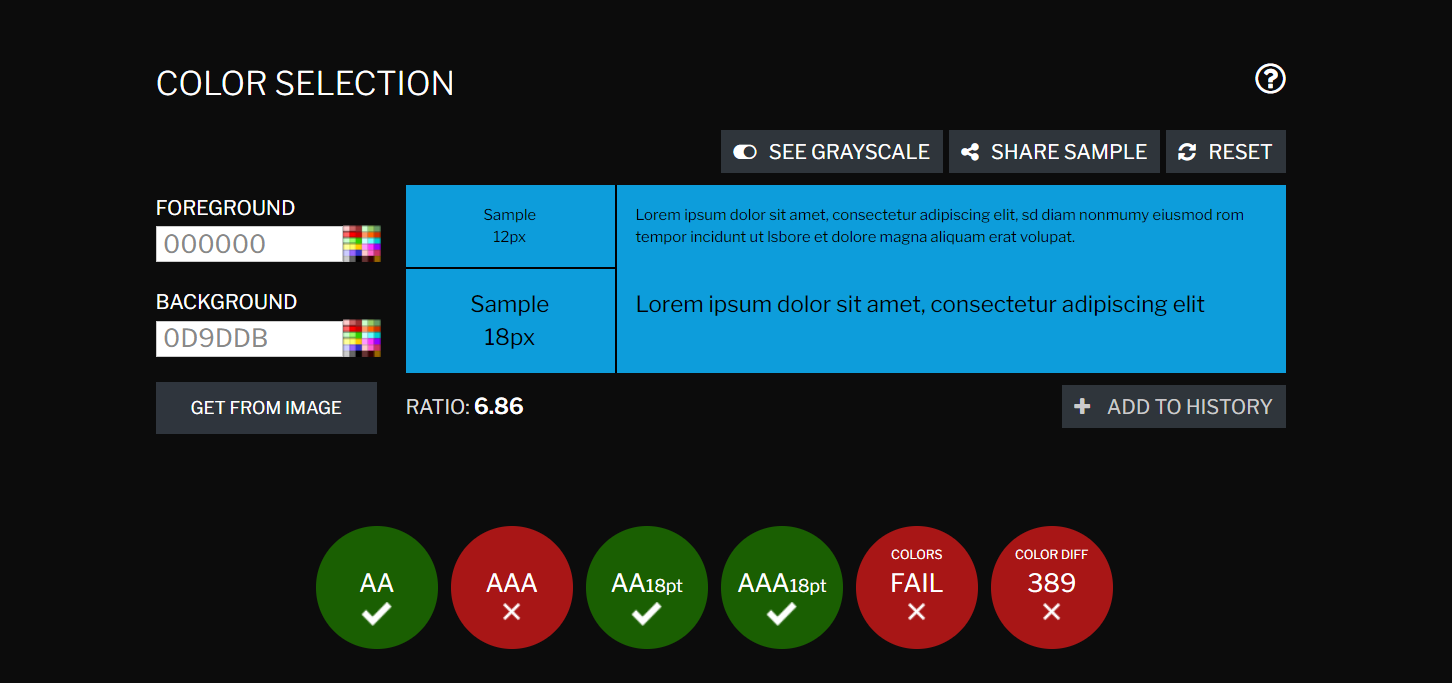 COLOR SELECTION
SEE GRAYSCALE
SHARE SAMPLE
RESET
FOREGROUND
000000
BACKGROUND
0D9DDB
GET FROM IMAGE
Sample
12px
Lorem ipsum dolor sit amet, consectetur adipiscing elit, sd diam nonmumy eiusmod rom
tempor incidunt ut lsbore et dolore magna aliquam erat volupat.
Sample
18px
Lorem ipsum dolor sit amet, consectetur adipiscing elit
RATIO: 6.86
ADD TO HISTORY
AA
AAA
AA18pt
AAA18pt
COLORS
FAIL
COLOR DIFF
389